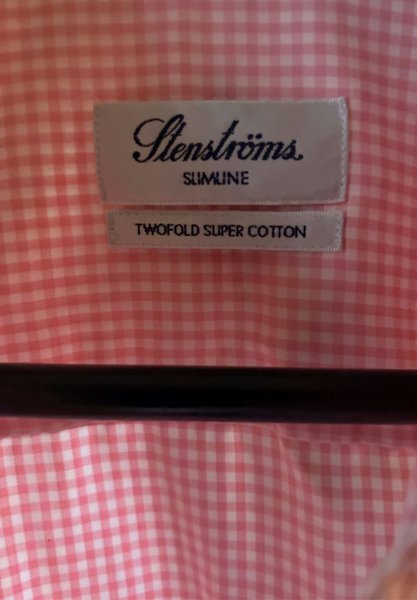 Stenströms
SLIMLINE
TWOFOLD SUPER COTTON